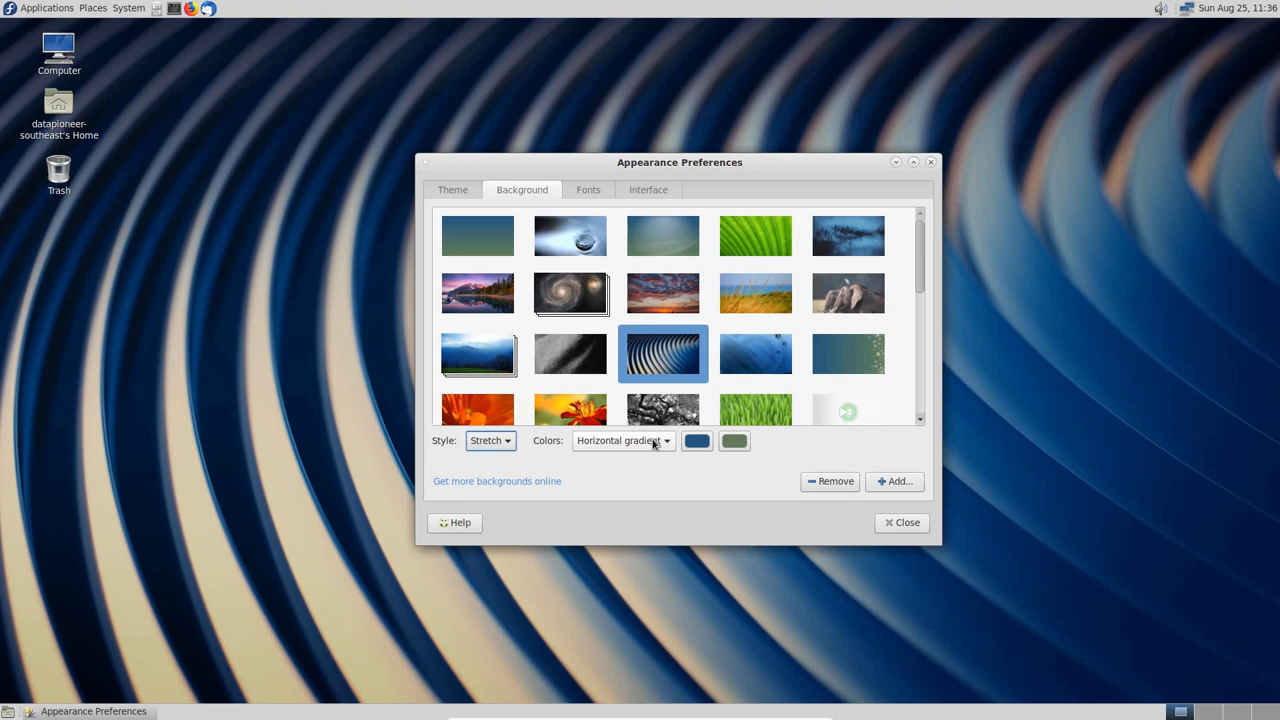 Applications Places System
Sun Aug 25, 11:36
Computer
datapioneer-
southeast's Home
Trash
Appearance Preferences
Theme Background Fonts Interface
Style: Stretch Colors: Horizontal gradient
Get more backgrounds online
Remove Add...
Help Close
Appearance Preferences